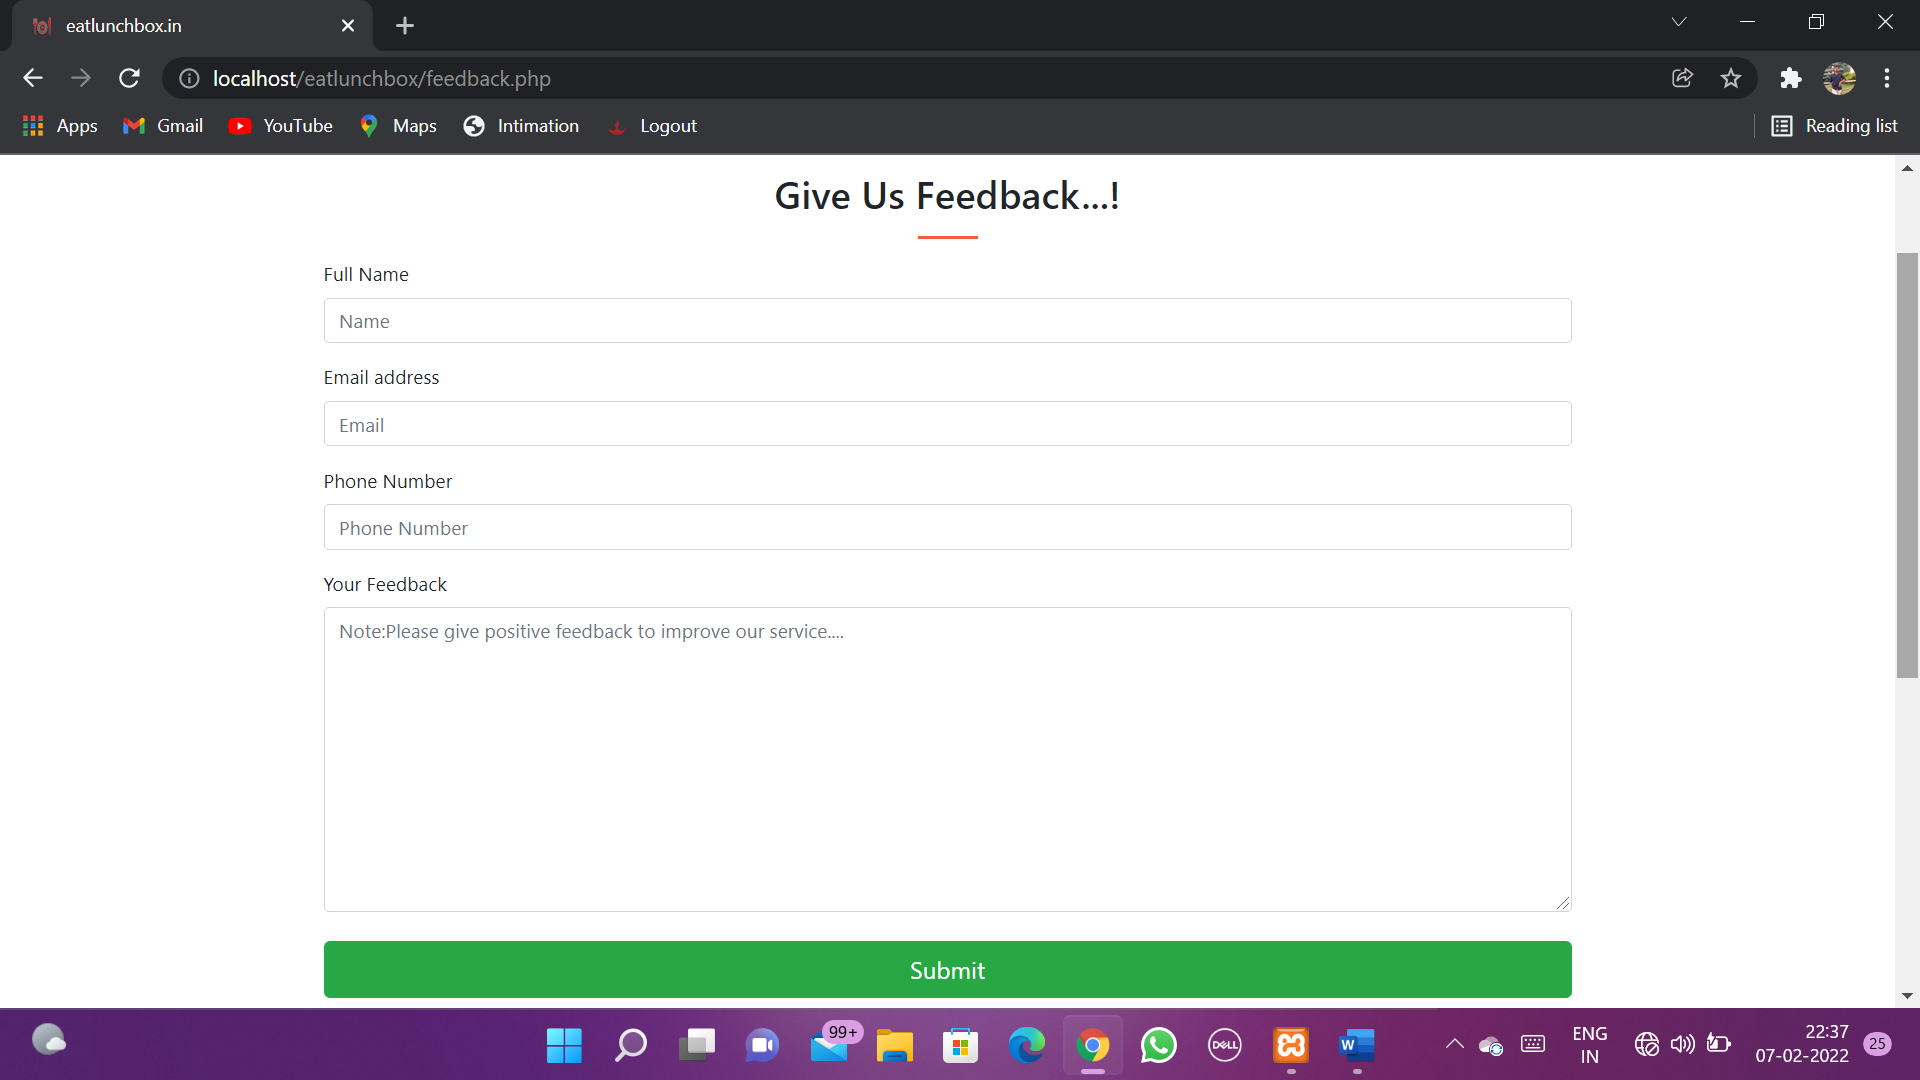 eatlunchbox.in
localhost/eatlunchbox/feedback.php
Apps Gmail YouTube Maps Intimation Logout Reading list
Give Us Feedback...!
Full Name
Name
Email address
Email
Phone Number
Phone Number
Your Feedback
Note:Please give positive feedback to improve our service....
Submit
99+
DELL
W
ENG
IN
22:37
07-02-2022
25